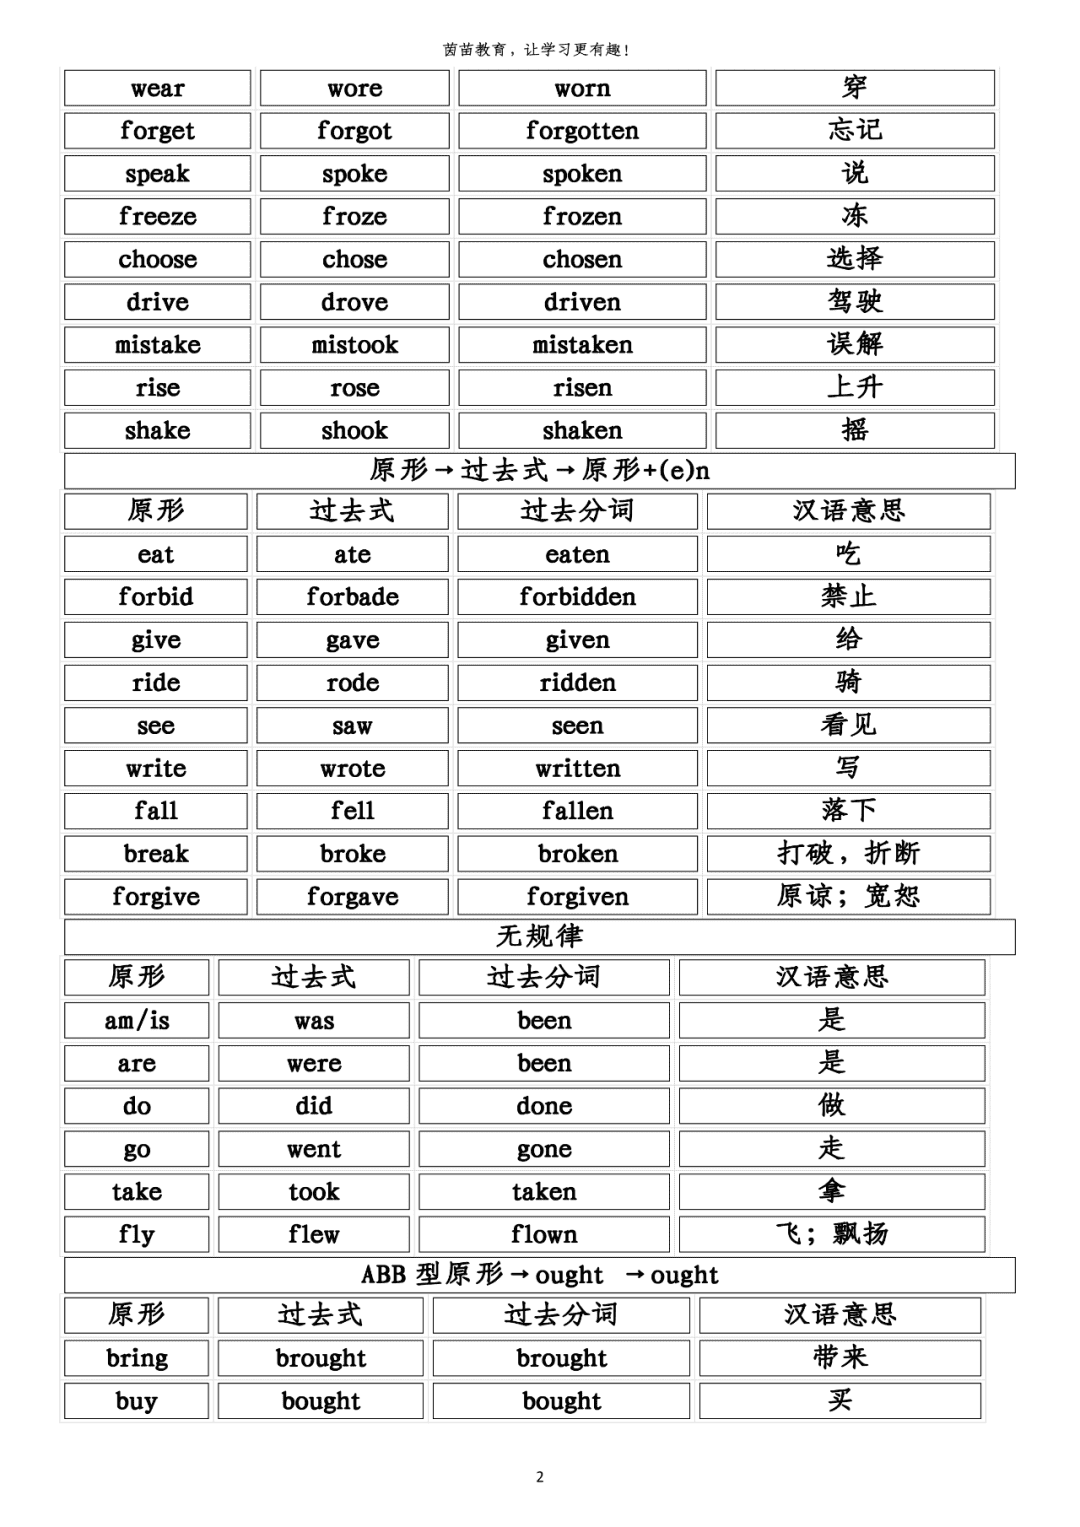 茵苗教育，让学习更有趣！
wear wore worn 穿
forget forgot forgotten 忘记
speak spoke spoken 说
freeze froze frozen 冻
choose chose chosen 选择
drive drove driven 驾驶
mistake mistook mistaken 误解
rise rose risen 上升
shake shook shaken 摇
原形→过去式→原形+(e)n
原形 过去式 过去分词 汉语意思
eat ate eaten 吃
forbid forbade forbidden 禁止
give gave given 给
ride rode ridden 骑
see saw seen 看见
write wrote written 写
fall fell fallen 落下
break broke broken 打破，折断
forgive forgave forgiven 原谅；宽恕
无规律
原形 过去式 过去分词 汉语意思
am/is was been 是
are were been 是
do did done 做
go went gone 走
take took taken 拿
fly flew flown 飞；飘扬
ABB 型原形→ought →ought
原形 过去式 过去分词 汉语意思
bring brought brought 带来
buy bought bought 买
2